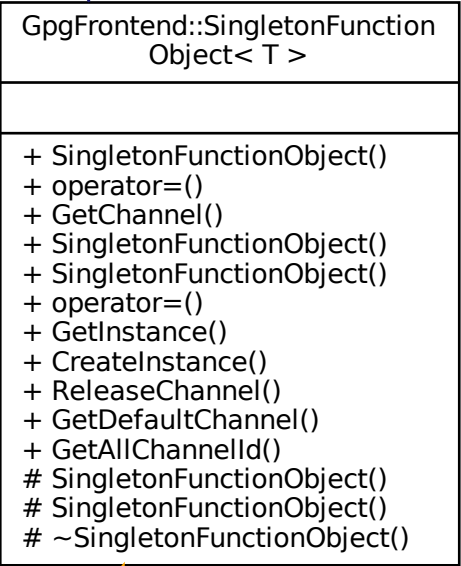 GpgFrontend::SingletonFunction
Object< T >
+ SingletonFunctionObject()
+ operator=()
+ GetChannel()
+ SingletonFunctionObject()
+ SingletonFunctionObject()
+ operator=()
+ GetInstance()
+ CreateInstance()
+ ReleaseChannel()
+ GetDefaultChannel()
+ GetAllChannelId()
# SingletonFunctionObject()
# SingletonFunctionObject()
# ~SingletonFunctionObject()